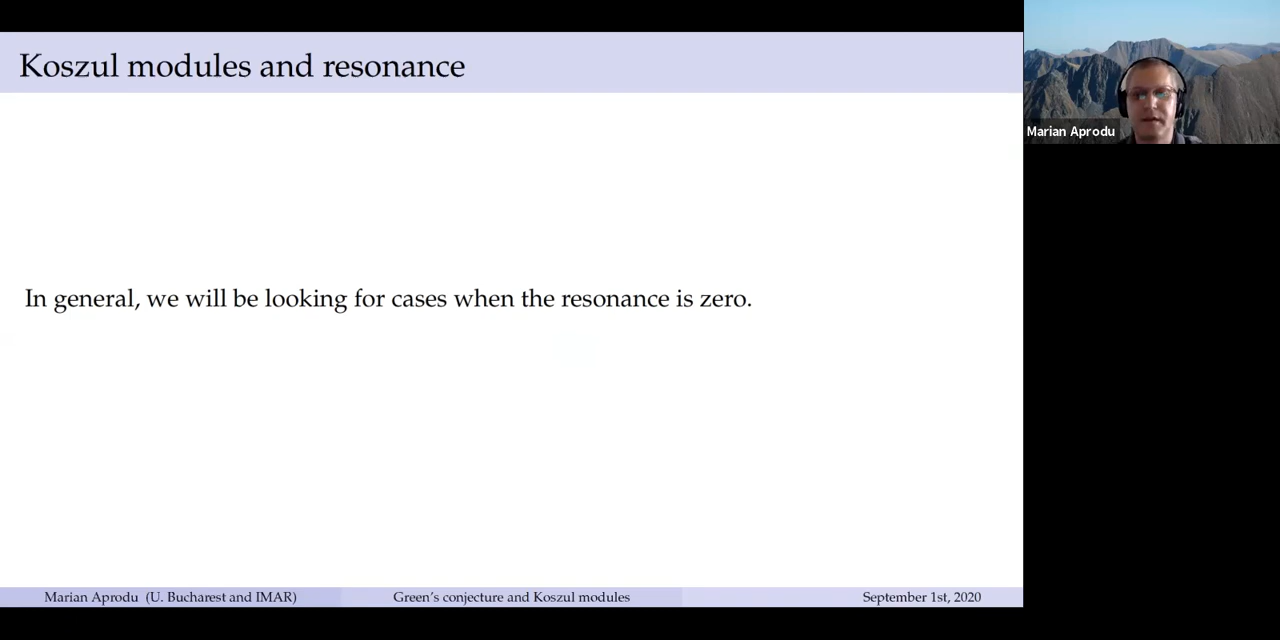 Koszul modules and resonance
Marian Aprodu
In general, we will be looking for cases when the resonance is zero.
Marian Aprodu (U. Bucharest and IMAR)
Green's conjecture and Koszul modules
September 1st, 2020